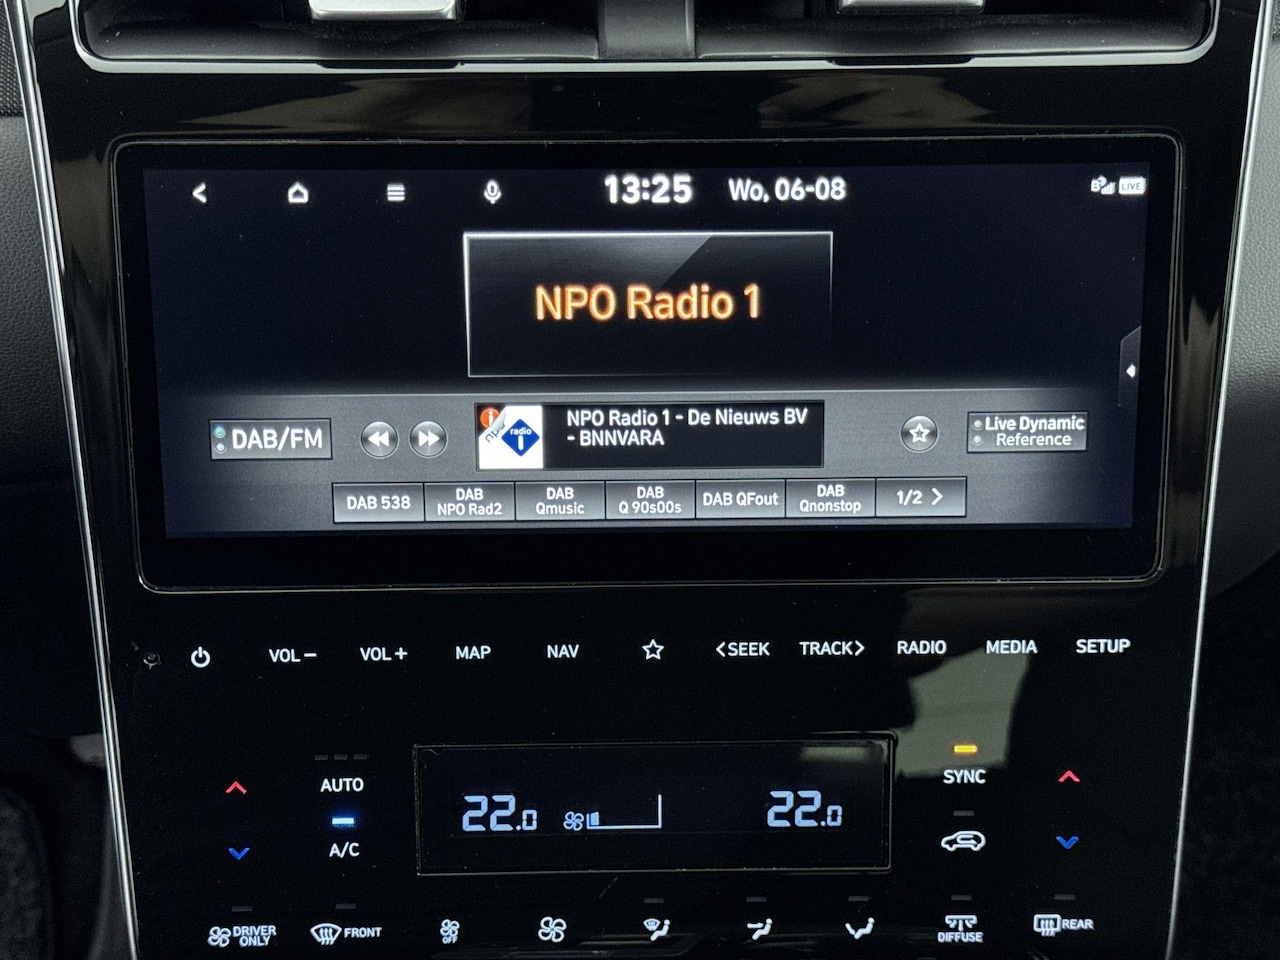 13:25 Wo, 06-08
LIVE
NPO Radio 1
DAB/FM
radio
NPO Radio 1 - De Nieuws BV
- BNNVARA
Live Dynamic
Reference
DAB 538
DAB
NPO Rad2
DAB
Qmusic
DAB
Q 90s00s
DAB QFout
DAB
Qnonstop
1/2 >
VOL− VOL+ MAP NAV <SEEK TRACK> RADIO MEDIA SETUP
AUTO
A/C
22.0 22.0
SYNC
DRIVER
ONLY
FRONT
OFF
DIFFUSE
REAR